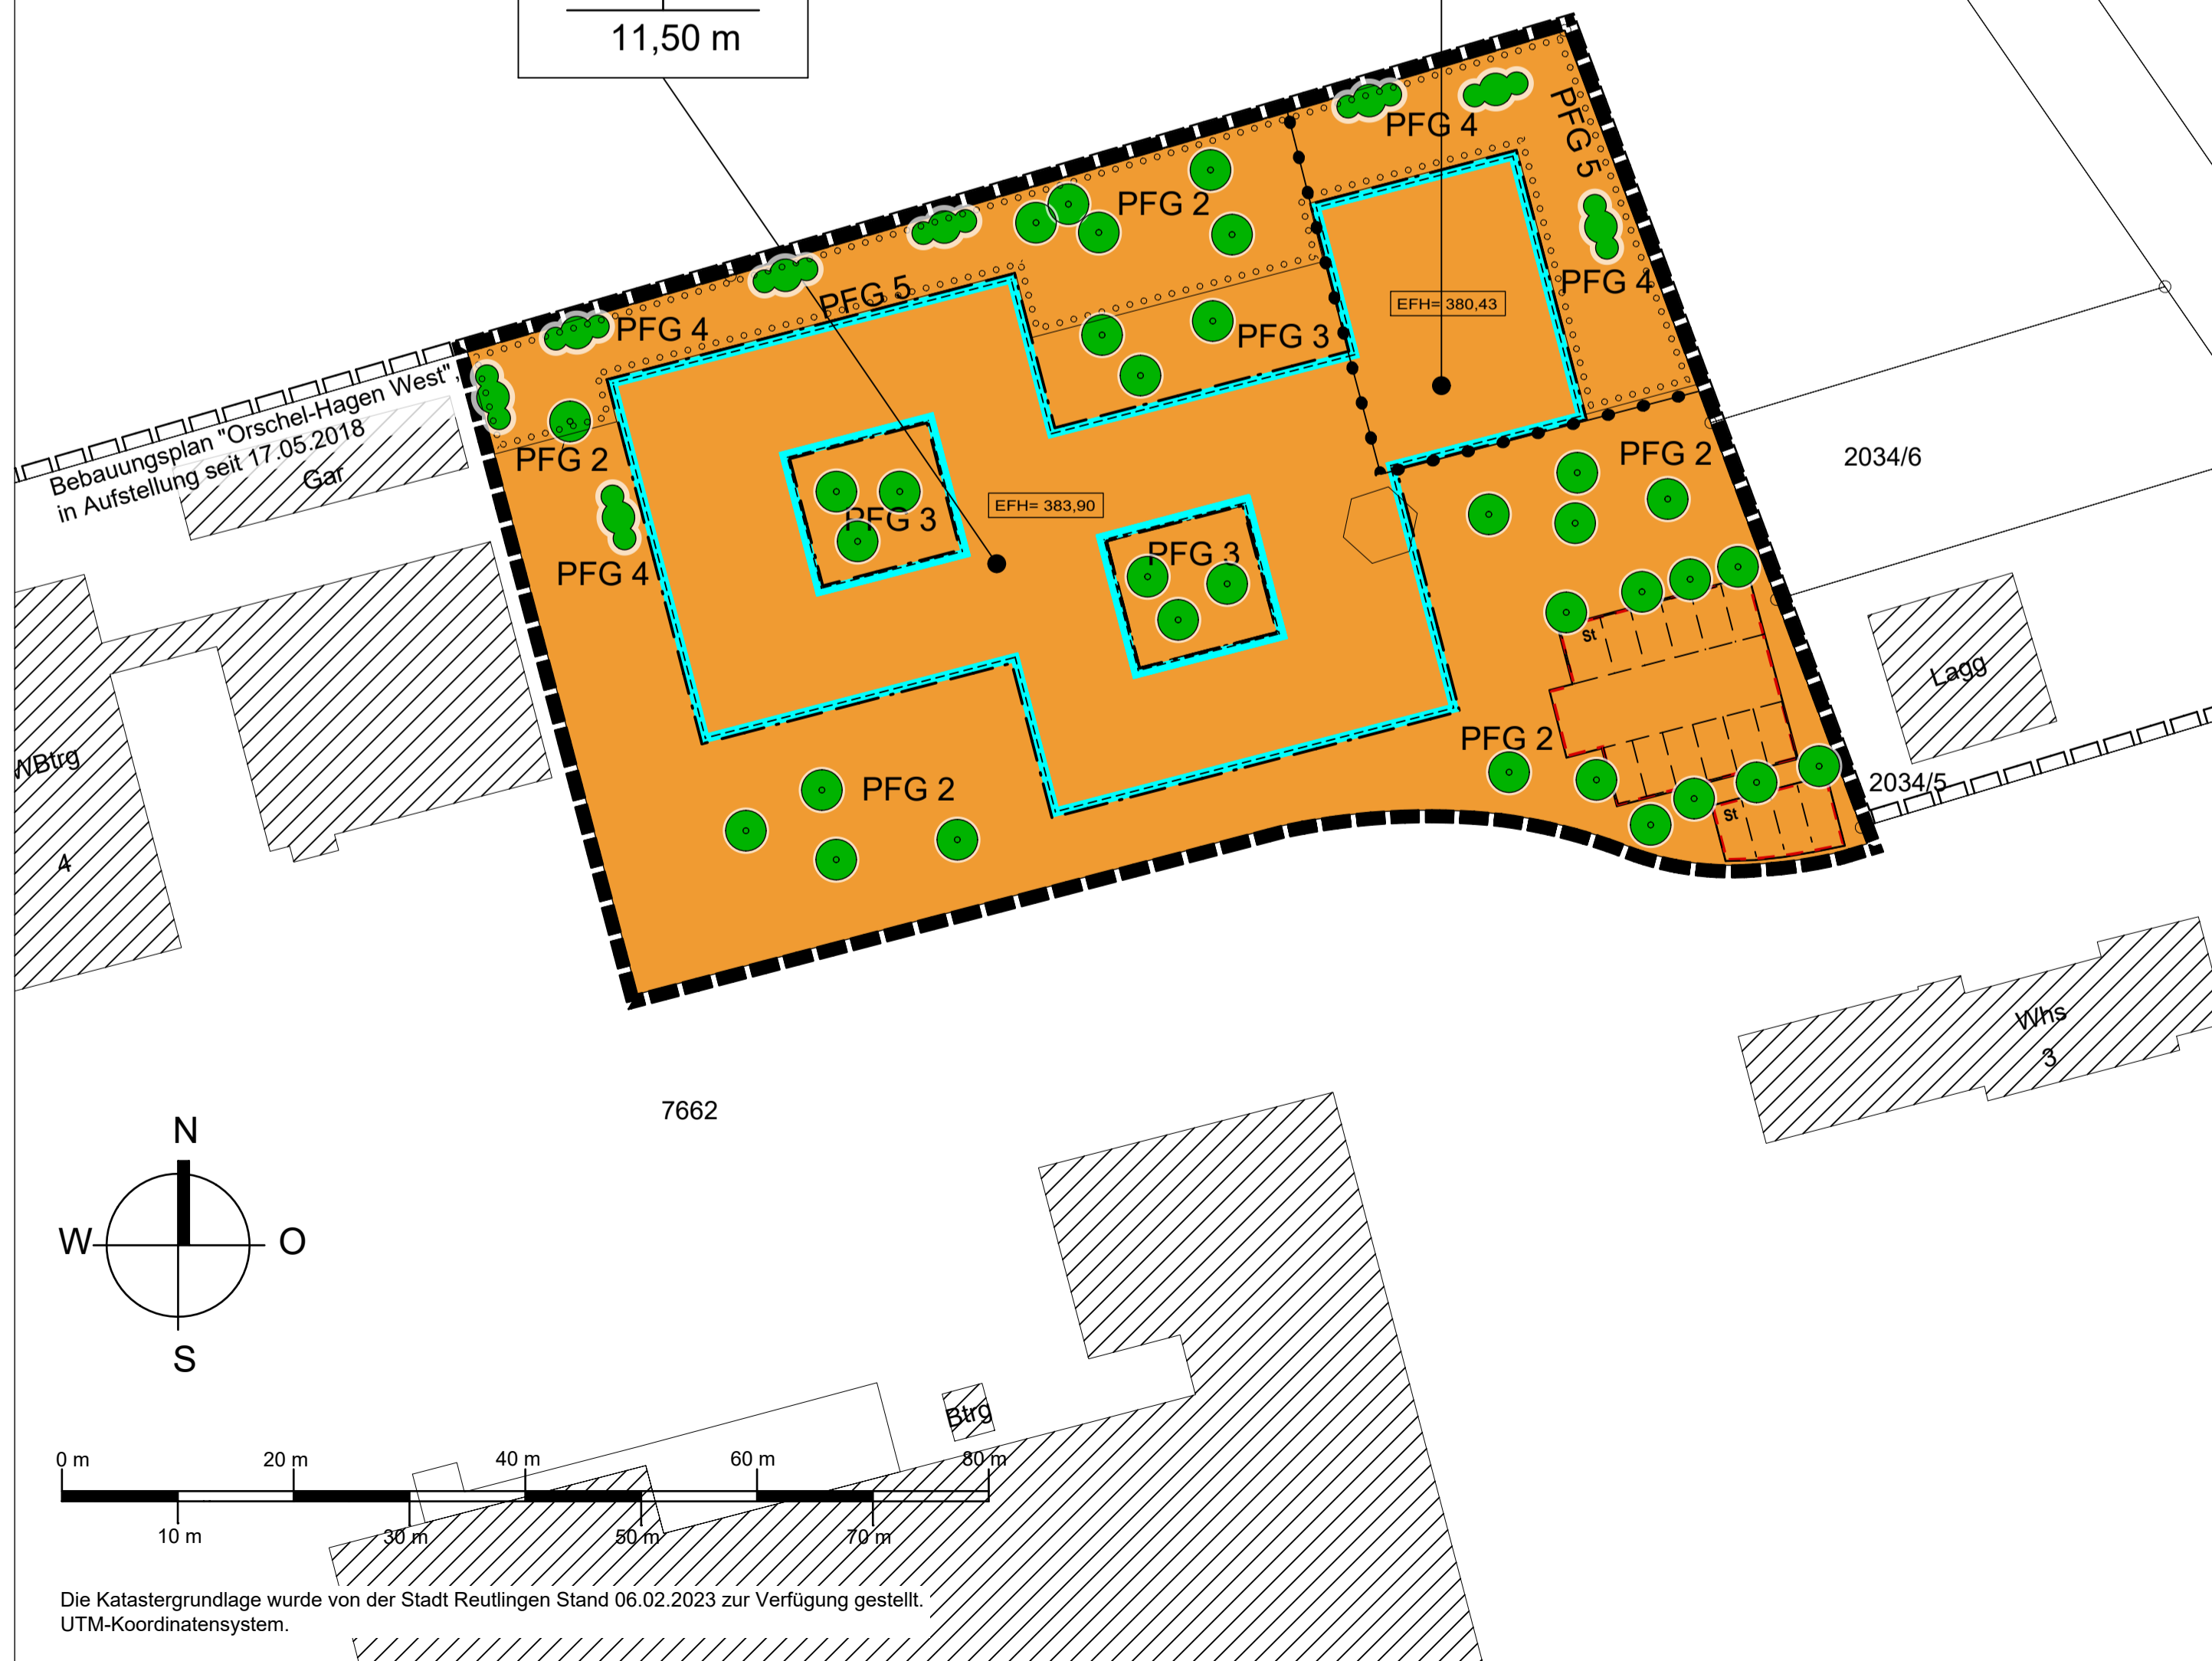 11,50 m
PFG 4
PFG 5
PFG 2
PFG 4
PFG 5
EFH= 380,43
PFG 4
PFG 3
Bebauungsplan "Orschel-Hagen West",
in Aufstellung seit 17.05.2018
Gar
PFG 2
PFG 2
2034/6
EFH= 383,90
PFG 3
PFG 3
PFG 4
St
Lagg
PFG 2
WBtrg
PFG 2
2034/5
St
4
Whs
3
7662
N
W
O
S
Btrg
0 m
20 m
40 m
60 m
80 m
10 m
30 m
50 m
70 m
Die Katastergrundlage wurde von der Stadt Reutlingen Stand 06.02.2023 zur Verfügung gestellt.
UTM-Koordinatensystem.